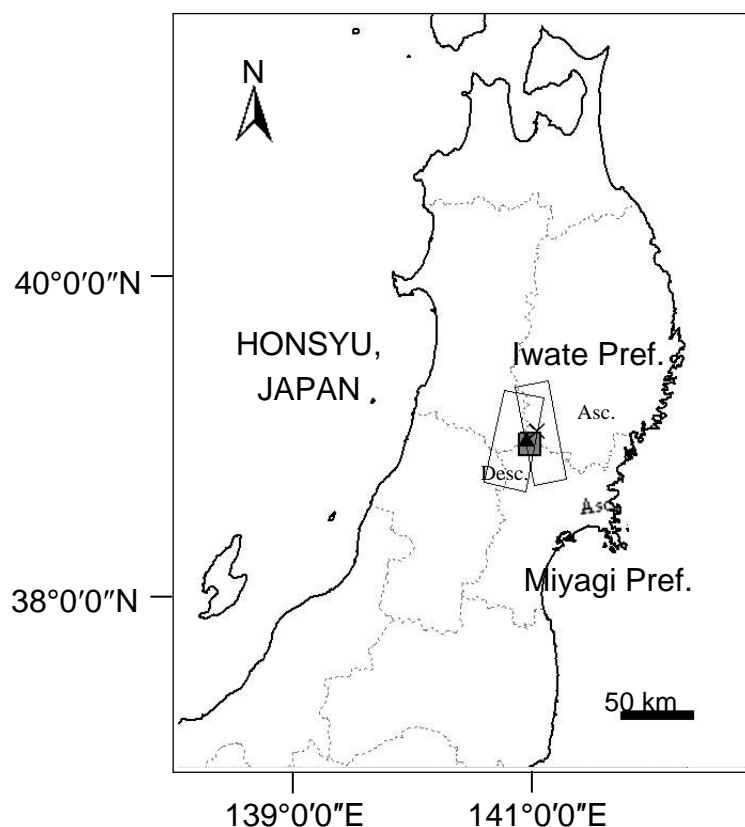 N
40°0′0″N
HONSYU,
JAPAN
Iwate Pref.
Asc.
Desc.
Asc
38°0′0″N
Miyagi Pref.
50 km
139°0′0″E
141°0′0″E